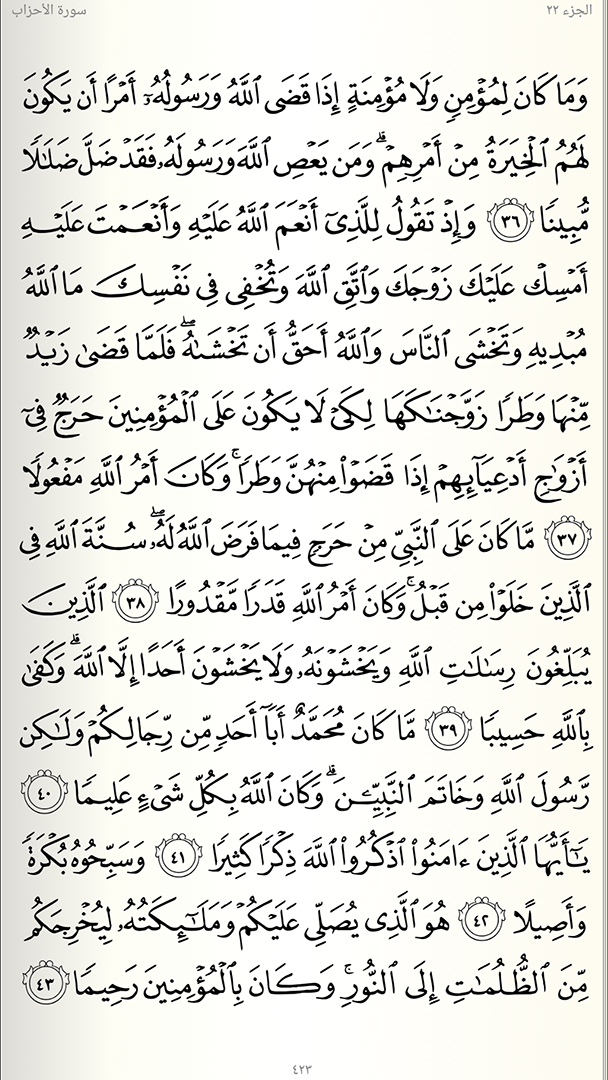 الجزء ٢٢ سورة الأحزاب
وَمَا كَانَ لِمُؤۡمِنٖ وَلَا مُؤۡمِنَةٍ إِذَا قَضَى ٱللَّهُ وَرَسُولُهُۥٓ أَمۡرًا أَن يَكُونَ
لَهُمُ ٱلۡخِيَرَةُ مِنۡ أَمۡرِهِمۡۗ وَمَن يَعۡصِ ٱللَّهَ وَرَسُولَهُۥ فَقَدۡ ضَلَّ ضَلَٰلٗا
مُّبِينٗا ٣٦ وَإِذۡ تَقُولُ لِلَّذِيٓ أَنۡعَمَ ٱللَّهُ عَلَيۡهِ وَأَنۡعَمۡتَ عَلَيۡهِ
أَمۡسِكۡ عَلَيۡكَ زَوۡجَكَ وَٱتَّقِ ٱللَّهَ وَتُخۡفِي فِي نَفۡسِكَ مَا ٱللَّهُ
مُبۡدِيهِ وَتَخۡشَى ٱلنَّاسَ وَٱللَّهُ أَحَقُّ أَن تَخۡشَىٰهُۖ فَلَمَّا قَضَىٰ زَيۡدٞ
مِّنۡهَا وَطَرٗا زَوَّجۡنَٰكَهَا لِكَيۡ لَا يَكُونَ عَلَى ٱلۡمُؤۡمِنِينَ حَرَجٞ فِيٓ
أَزۡوَٰجِ أَدۡعِيَآئِهِمۡ إِذَا قَضَوۡاْ مِنۡهُنَّ وَطَرٗاۚ وَكَانَ أَمۡرُ ٱللَّهِ مَفۡعُولٗا
٣٧ مَّا كَانَ عَلَى ٱلنَّبِيِّ مِنۡ حَرَجٖ فِيمَا فَرَضَ ٱللَّهُ لَهُۥۖ سُنَّةَ ٱللَّهِ فِي
ٱلَّذِينَ خَلَوۡاْ مِن قَبۡلُۚ وَكَانَ أَمۡرُ ٱللَّهِ قَدَرٗا مَّقۡدُورًا ٣٨ ٱلَّذِينَ
يُبَلِّغُونَ رِسَٰلَٰتِ ٱللَّهِ وَيَخۡشَوۡنَهُۥ وَلَا يَخۡشَوۡنَ أَحَدًا إِلَّا ٱللَّهَۗ وَكَفَىٰ
بِٱللَّهِ حَسِيبٗا ٣٩ مَّا كَانَ مُحَمَّدٌ أَبَآ أَحَدٖ مِّن رِّجَالِكُمۡ وَلَٰكِن
رَّسُولَ ٱللَّهِ وَخَاتَمَ ٱلنَّبِيِّـۧنَۗ وَكَانَ ٱللَّهُ بِكُلِّ شَيۡءٍ عَلِيمٗا ٤٠
يَٰٓأَيُّهَا ٱلَّذِينَ ءَامَنُواْ ٱذۡكُرُواْ ٱللَّهَ ذِكۡرٗا كَثِيرٗا ٤١ وَسَبِّحُوهُ بُكۡرَةٗ
وَأَصِيلًا ٤٢ هُوَ ٱلَّذِي يُصَلِّي عَلَيۡكُمۡ وَمَلَٰٓئِكَتُهُۥ لِيُخۡرِجَكُم
مِّنَ ٱلظُّلُمَٰتِ إِلَى ٱلنُّورِۚ وَكَانَ بِٱلۡمُؤۡمِنِينَ رَحِيمٗا ٤٣
٤٢٣